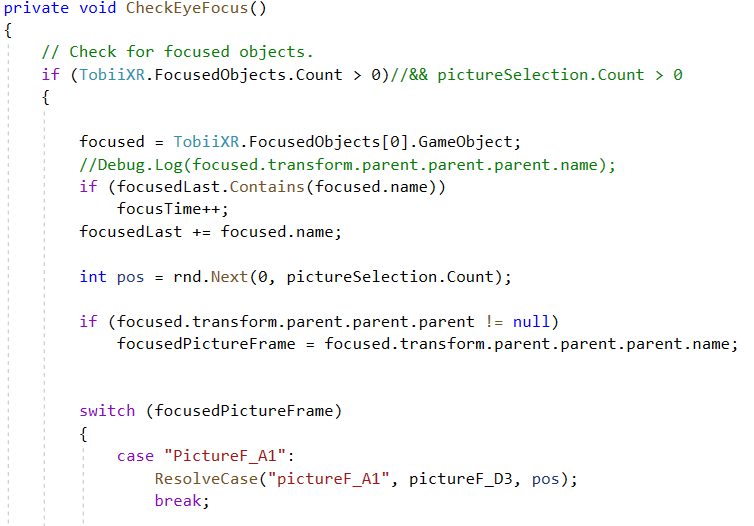 private void CheckEyeFocus()
{
// Check for focused objects.
if (TobiiXR.FocusedObjects.Count > 0)//&& pictureSelection.Count > 0
{
focused = TobiiXR.FocusedObjects[0].GameObject;
//Debug.Log(focused.transform.parent.parent.parent.name);
if (focusedLast.Contains(focused.name))
focusTime++;
focusedLast += focused.name;
int pos = rnd.Next(0, pictureSelection.Count);
if (focused.transform.parent.parent.parent != null)
focusedPictureFrame = focused.transform.parent.parent.parent.name;
switch (focusedPictureFrame)
{
case "PictureF_A1":
ResolveCase("pictureF_A1", pictureF_D3, pos);
break;